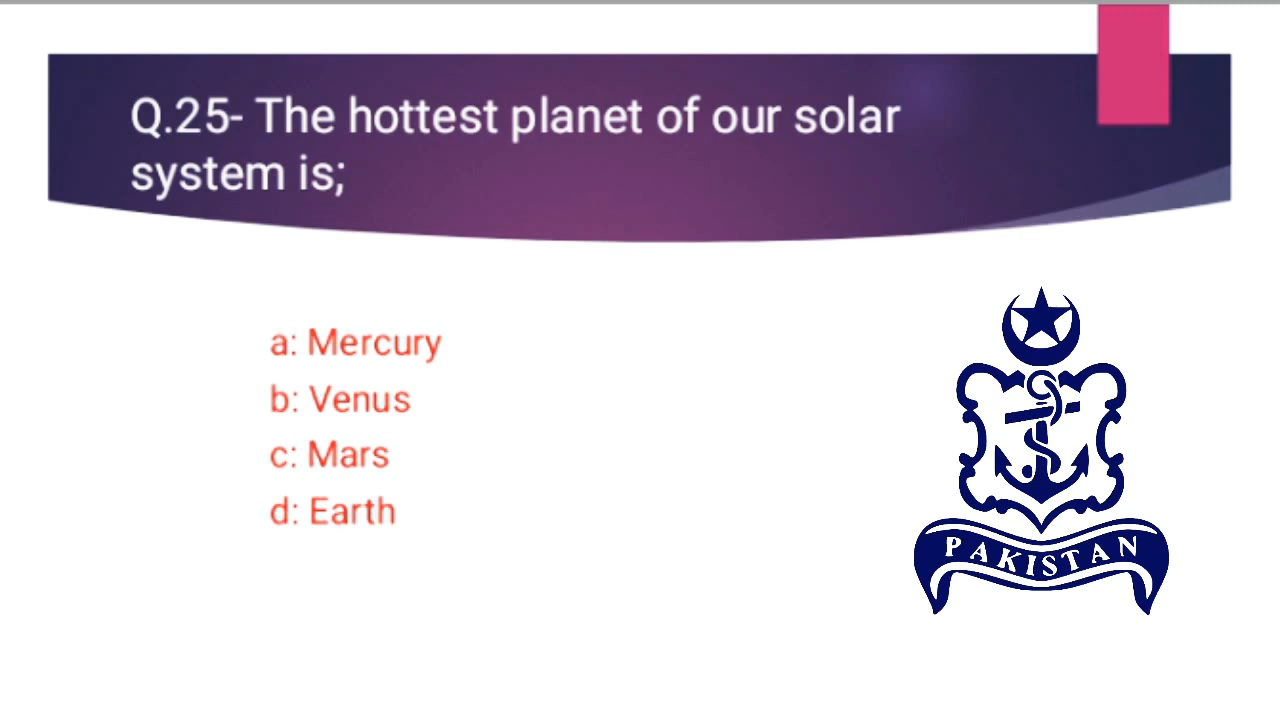 Q.25- The hottest planet of our solar
system is;
a: Mercury
b: Venus
c: Mars
d: Earth
PAKISTAN